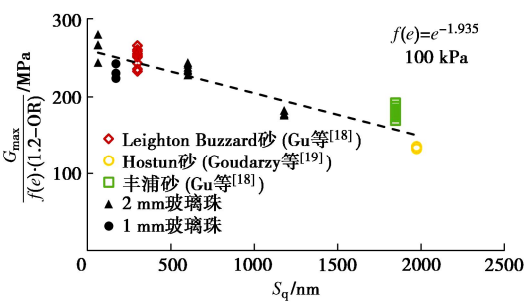 300
200
100
0
500
1000
1500
2000
2500
G_max / f(e)·(1.2–OR) /MPa
S_q/nm
f(e)=e^{-1.935}
100 kPa
Leighton Buzzard砂 (Gu等[18])
Hostun砂 (Goudarzy等[19])
丰浦砂 (Gu等[18])
2 mm玻璃珠
1 mm玻璃珠